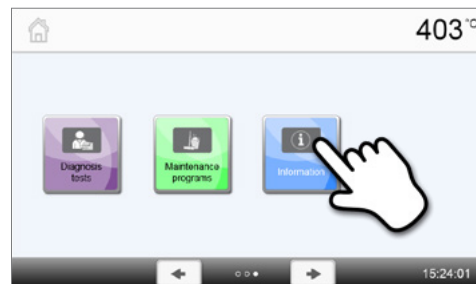 403 °C
Diagnosis
tests
Maintenance
programs
Information
15:24:01